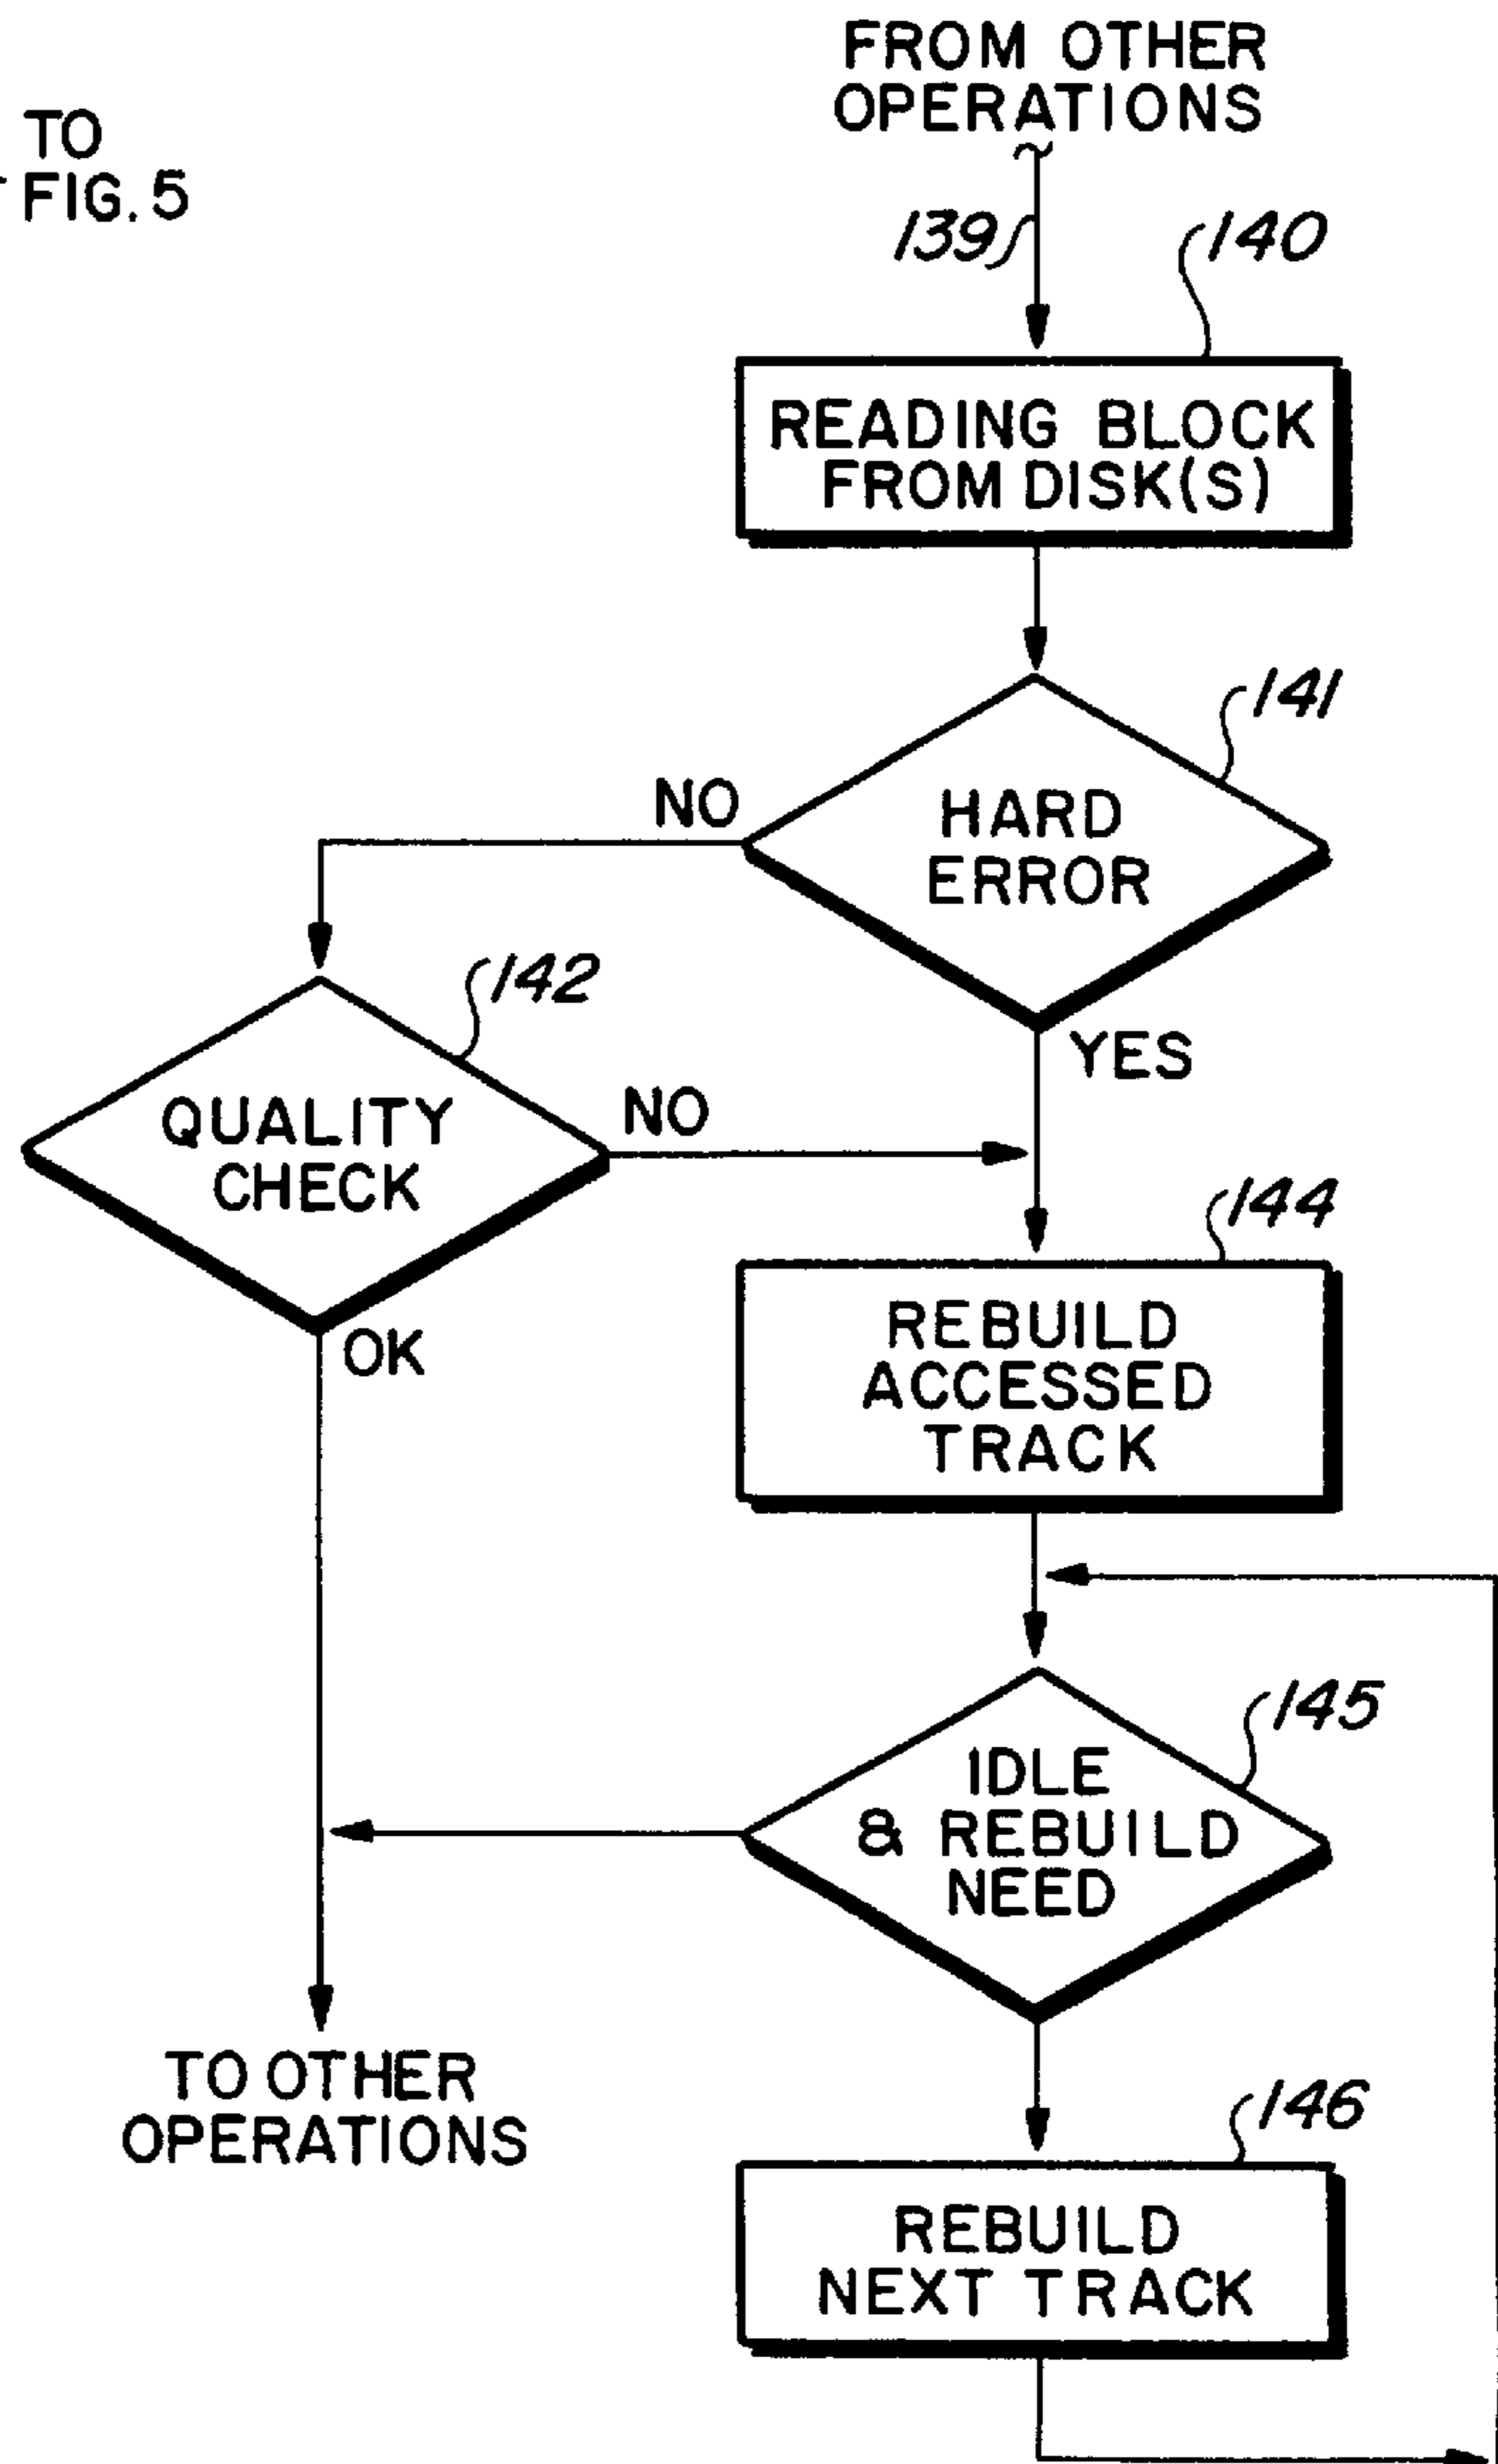 TO
FIG. 5
FROM OTHER
OPERATIONS
139
140
READING BLOCK
FROM DISK(S)
141
NO
HARD
ERROR
142
YES
QUALITY
CHECK
NO
144
OK
REBUILD
ACCESSED
TRACK
145
IDLE
& REBUILD
NEED
TO OTHER
OPERATIONS
146
REBUILD
NEXT TRACK